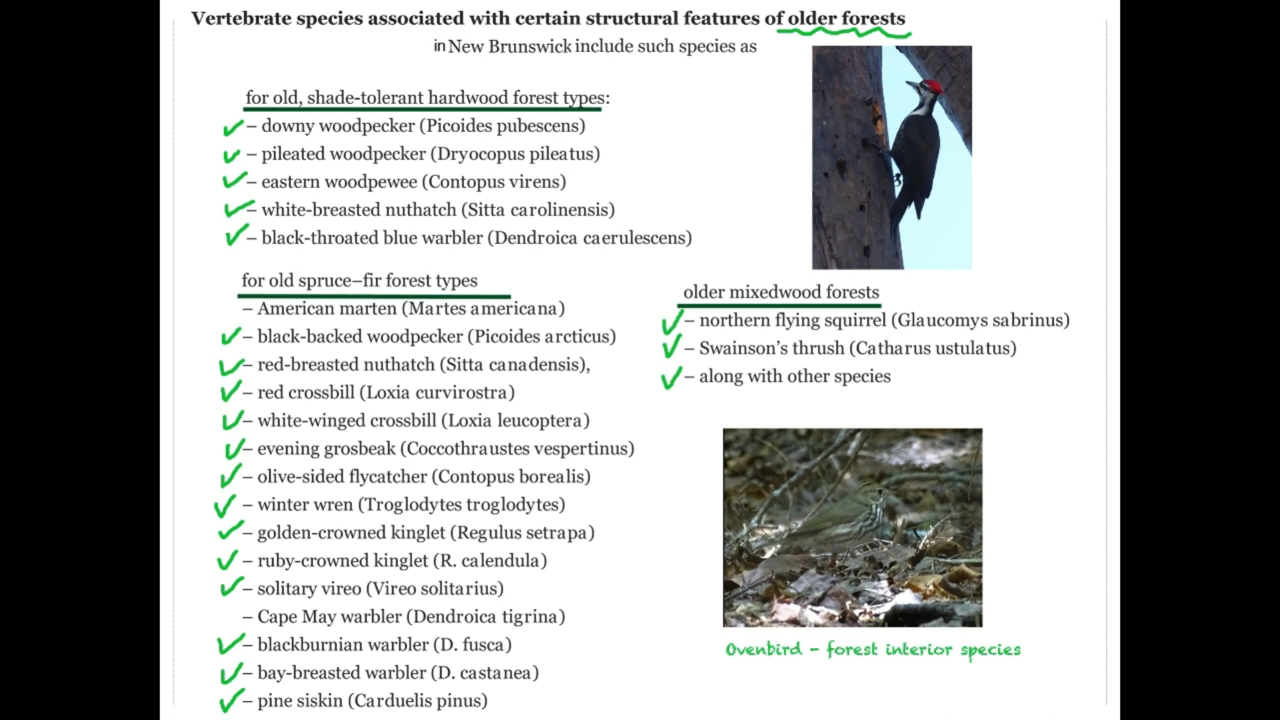 Vertebrate species associated with certain structural features of older forests
in New Brunswick include such species as
for old, shade-tolerant hardwood forest types:
– downy woodpecker (Picoides pubescens)
– pileated woodpecker (Dryocopus pileatus)
– eastern woodpewee (Contopus virens)
– white-breasted nuthatch (Sitta carolinensis)
– black-throated blue warbler (Dendroica caerulescens)
for old spruce–fir forest types
– American marten (Martes americana)
– black-backed woodpecker (Picoides arcticus)
– red-breasted nuthatch (Sitta canadensis),
– red crossbill (Loxia curvirostra)
– white-winged crossbill (Loxia leucoptera)
– evening grosbeak (Coccothraustes vespertinus)
– olive-sided flycatcher (Contopus borealis)
– winter wren (Troglodytes troglodytes)
– golden-crowned kinglet (Regulus setrapa)
– ruby-crowned kinglet (R. calendula)
– solitary vireo (Vireo solitarius)
– Cape May warbler (Dendroica tigrina)
– blackburnian warbler (D. fusca)
– bay-breasted warbler (D. castanea)
– pine siskin (Carduelis pinus)
older mixedwood forests
– northern flying squirrel (Glaucomys sabrinus)
– Swainson’s thrush (Catharus ustulatus)
– along with other species
Ovenbird – forest interior species